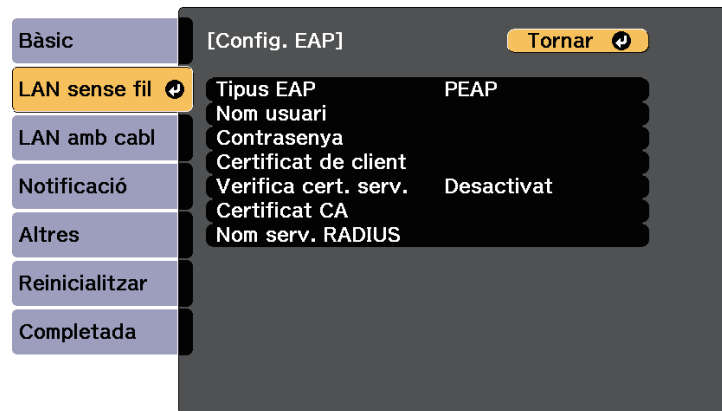 Bàsic
LAN sense fil
LAN amb cabl
Notificació
Altres
Reinicialitzar
Completada
[Config. EAP]
Tornar
Tipus EAP PEAP
Nom usuari
Contrasenya
Certificat de client
Verifica cert. serv. Desactivat
Certificat CA
Nom serv. RADIUS